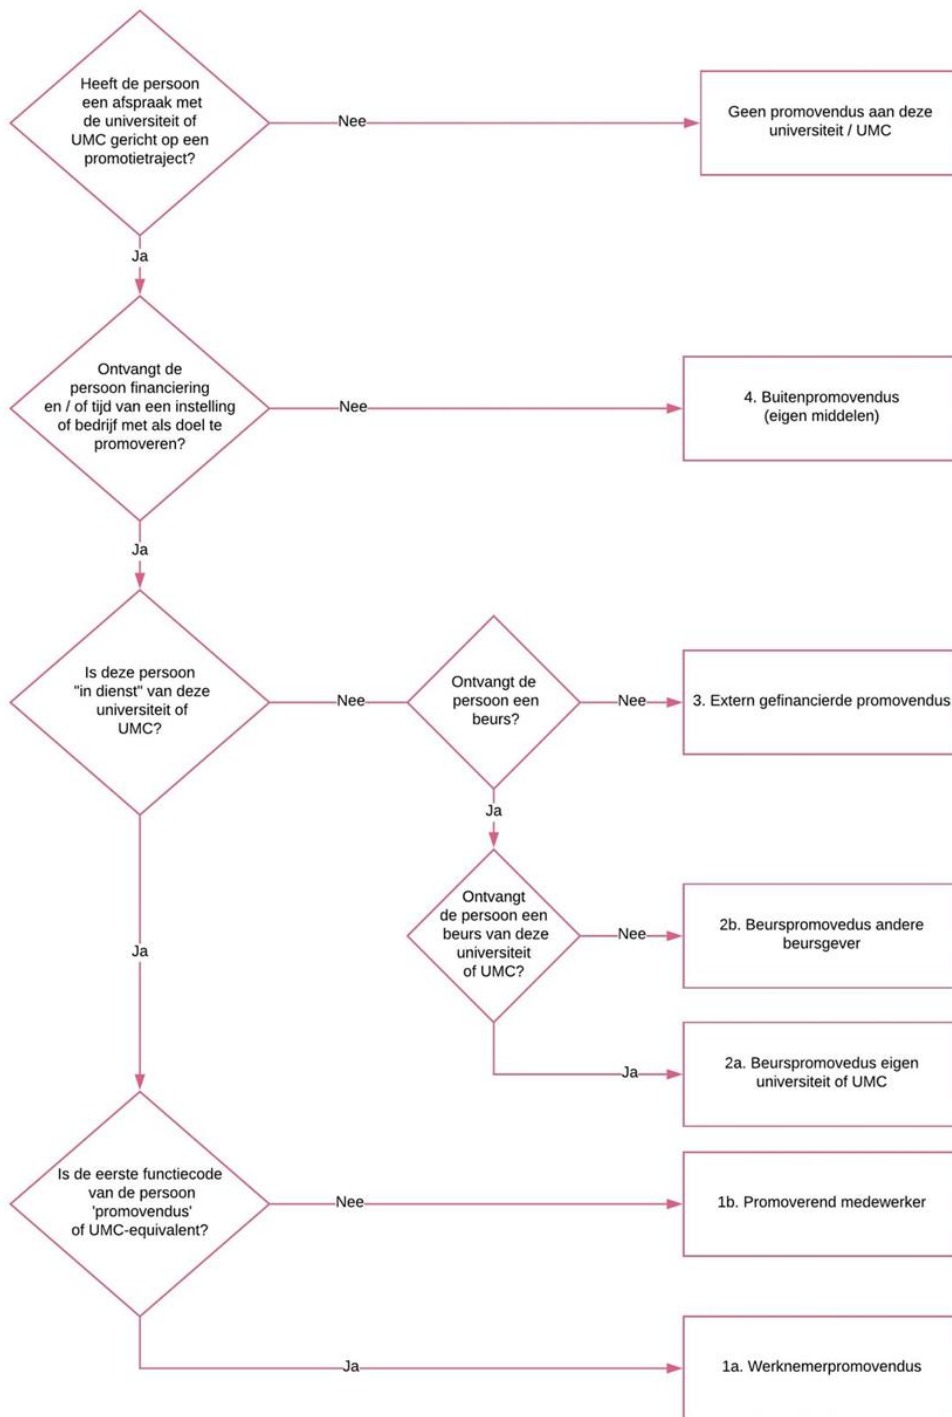 Heeft de persoon
een afspraak met
de universiteit of
UMC gericht op een
promotietraject?
Nee
Geen promovendus aan deze
universiteit / UMC
Ja
Ontvangt de
persoon financiering
en / of tijd van een instelling
of bedrijf met als doel te
promoveren?
Nee
4. Buitenpromovendus
(eigen middelen)
Ja
Is deze persoon
"in dienst" van deze
universiteit of
UMC?
Nee
Ontvangt de
persoon een
beurs?
Nee
3. Extern gefinancierde promovendus
Ja
Ontvangt
de persoon een
beurs van deze
universiteit
of UMC?
Nee
2b. Beurspromovedus andere
beursgever
Ja
Ja
2a. Beurspromovedus eigen
universiteit of UMC
Is de eerste functiecode
van de persoon
'promovendus'
of UMC-equivalent?
Nee
1b. Promoverend medewerker
Ja
1a. Werknemerpromovendus